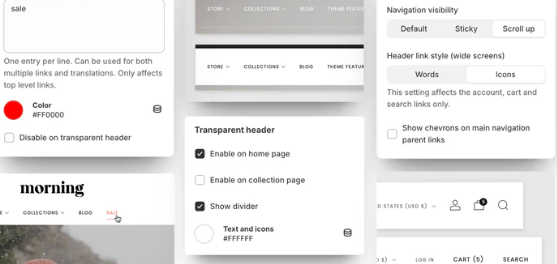 sale
One entry per line. Can be used for both
multiple links and translations. Only affects
top level links.
Color
#FF0000
Disable on transparent header
morning
COLLECTIONS
BLOG
SALE
STORE
COLLECTIONS
BLOG
THEME FEATUR
STORE
COLLECTIONS
BLOG
THEME FEATUR
Transparent header
Enable on home page
Enable on collection page
Show divider
Text and icons
#FFFFFF
Navigation visibility
Default
Sticky
Scroll up
Header link style (wide screens)
Words
Icons
This setting affects the account, cart and
search links only.
Show chevrons on main navigation
parent links
D STATES (USD $)
5
D $)
LOG IN
CART (5)
SEARCH